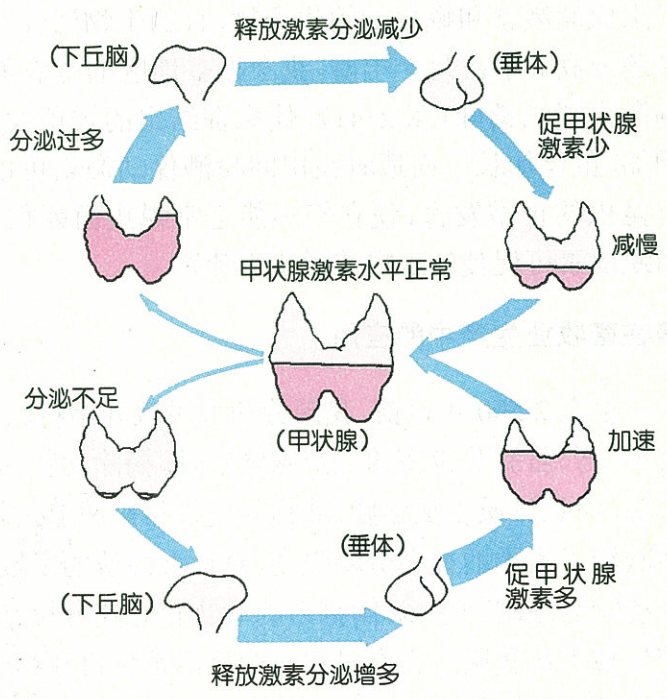 释放激素分泌减少
(下丘脑)
(垂体)
分泌过多
促甲状腺
激素少
减慢
甲状腺激素水平正常
分泌不足
(甲状腺)
加速
(垂体)
(下丘脑)
促甲状腺
激素多
释放激素分泌增多